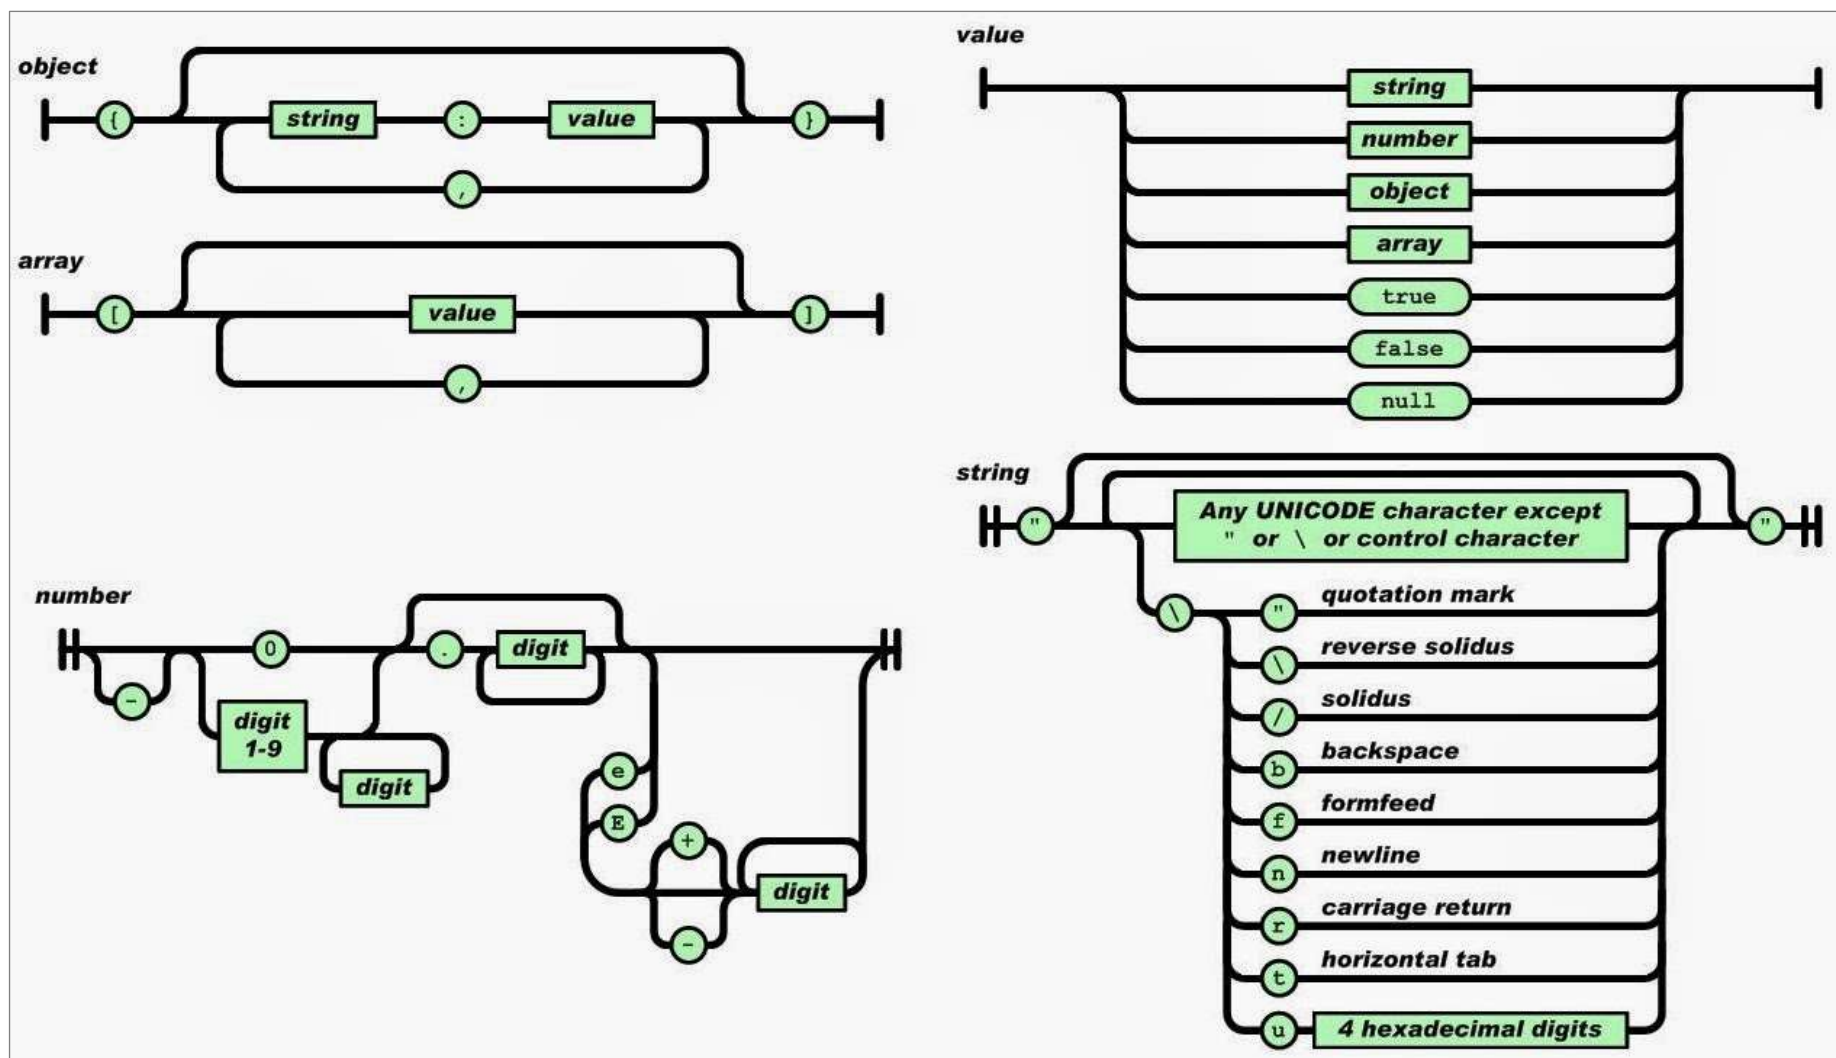 object
{
string
:
value
}
,
array
[
value
]
,
value
string
number
object
array
true
false
null
string
"
Any UNICODE character except
" or \ or control character
"
\
" quotation mark
\ reverse solidus
/ solidus
b backspace
f formfeed
n newline
r carriage return
t horizontal tab
u 4 hexadecimal digits
number
-
0
digit
1-9
digit
.
digit
e
E
+
-
digit